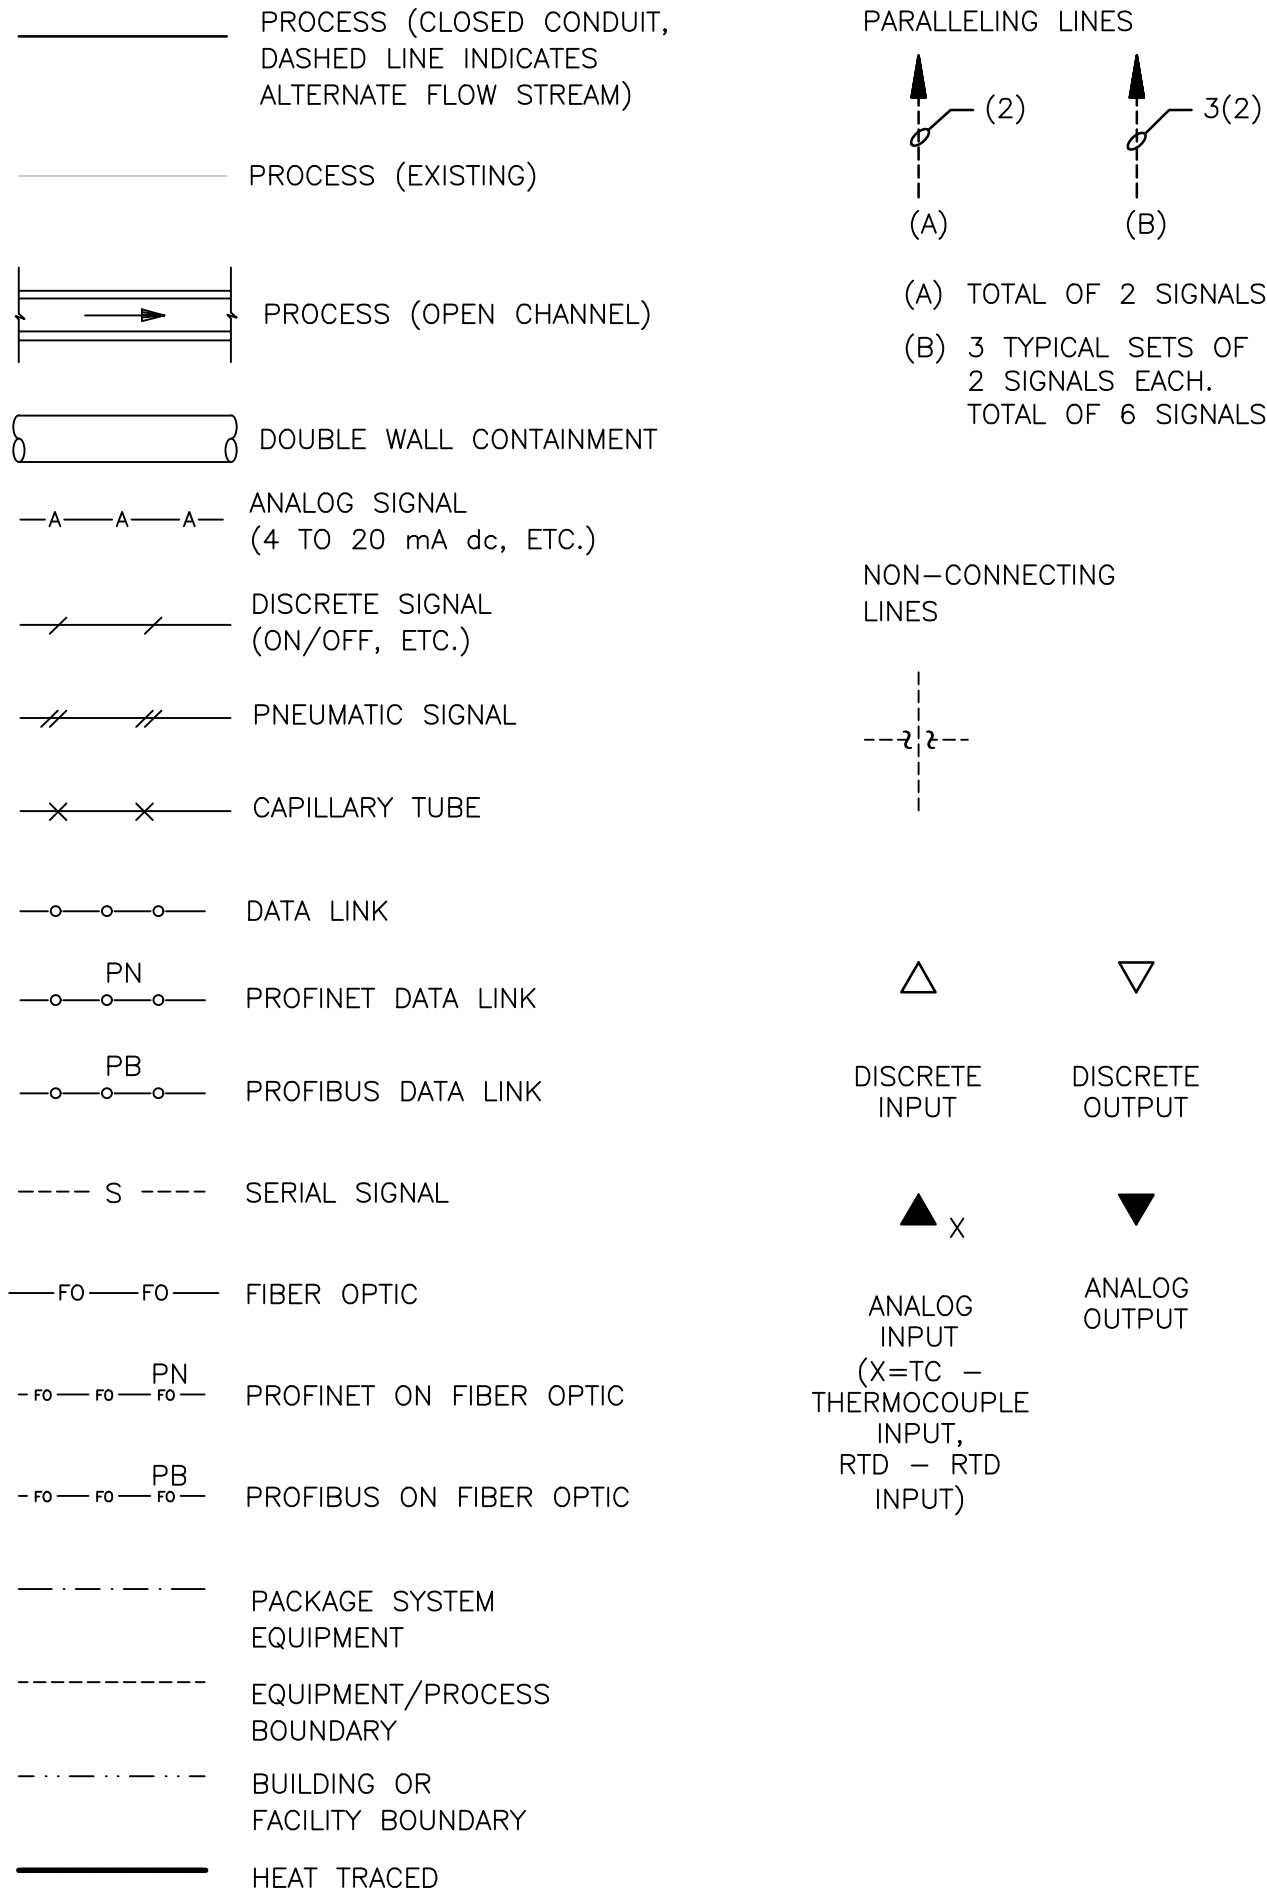 PROCESS (CLOSED CONDUIT,
DASHED LINE INDICATES
ALTERNATE FLOW STREAM)
PROCESS (EXISTING)
PROCESS (OPEN CHANNEL)
DOUBLE WALL CONTAINMENT
A A A
ANALOG SIGNAL
(4 TO 20 mA dc, ETC.)
DISCRETE SIGNAL
(ON/OFF, ETC.)
PNEUMATIC SIGNAL
CAPILLARY TUBE
DATA LINK
PN
PROFINET DATA LINK
PB
PROFIBUS DATA LINK
S SERIAL SIGNAL
FO FO FIBER OPTIC
PN
FO FO FO PROFINET ON FIBER OPTIC
PB
FO FO FO PROFIBUS ON FIBER OPTIC
PACKAGE SYSTEM
EQUIPMENT
EQUIPMENT/PROCESS
BOUNDARY
BUILDING OR
FACILITY BOUNDARY
HEAT TRACED
PARALLELING LINES
(2) 3(2)
(A) (B)
(A) TOTAL OF 2 SIGNALS
(B) 3 TYPICAL SETS OF
2 SIGNALS EACH.
TOTAL OF 6 SIGNALS
NON-CONNECTING
LINES
DISCRETE
INPUT
DISCRETE
OUTPUT
X
ANALOG
INPUT
(X=TC -
THERMOCOUPLE
INPUT,
RTD - RTD
INPUT)
ANALOG
OUTPUT